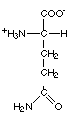 COO⁻
⁺H₃N H
CH₂
CH₂
C
H₂N O